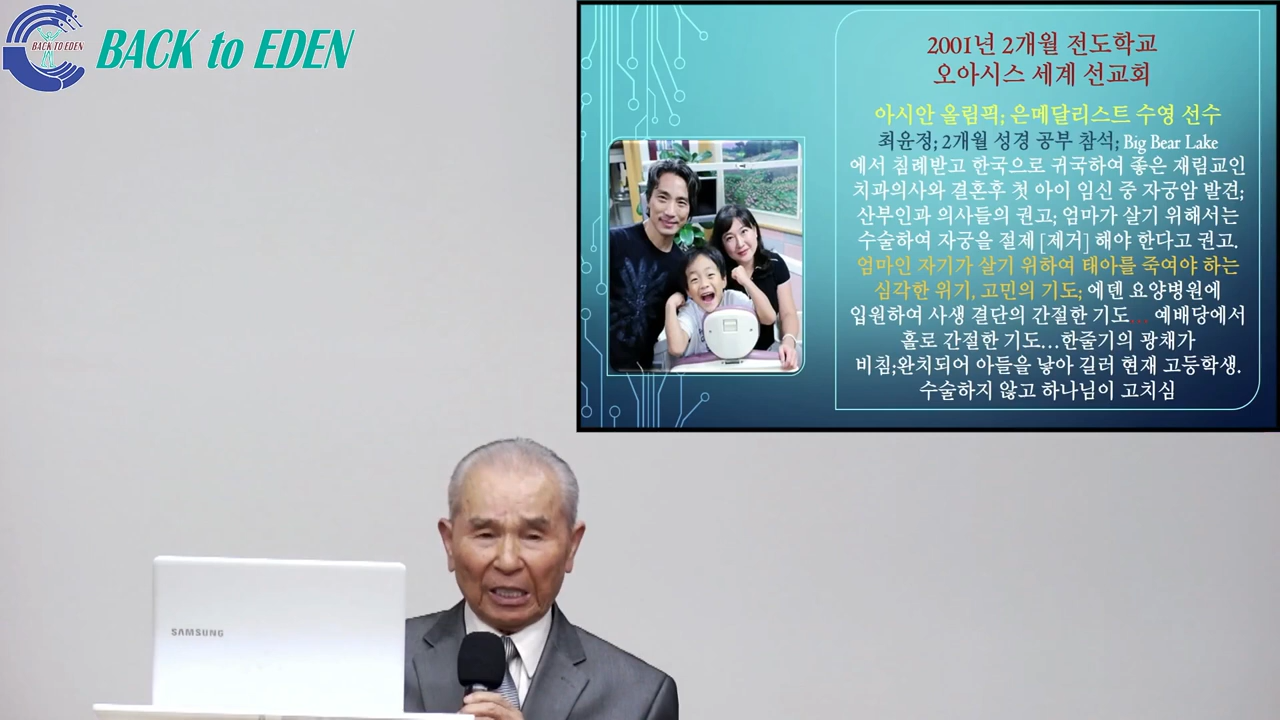 BACK TO EDEN
BACK to EDEN
2001년 2개월 전도학교
오아시스 세계 선교회
아시안 올림픽; 은메달리스트 수영 선수
최윤정; 2개월 성경 공부 참석; Big Bear Lake
에서 침례받고 한국으로 귀국하여 좋은 재림교인
치과의사와 결혼후 첫 아이 임신 중 자궁암 발견;
산부인과 의사들의 권고; 엄마가 살기 위해서는
수술하여 자궁을 절제 [제거] 해야 한다고 권고.
엄마인 자기가 살기 위하여 태아를 죽여야 하는
심각한 위기, 고민의 기도; 에덴 요양병원에
입원하여 사생 결단의 간절한 기도... 예배당에서
홀로 간절한 기도...한줄기의 광채가
비침;완치되어 아들을 낳아 길러 현재 고등학생.
수술하지 않고 하나님이 고치심
SAMSUNG